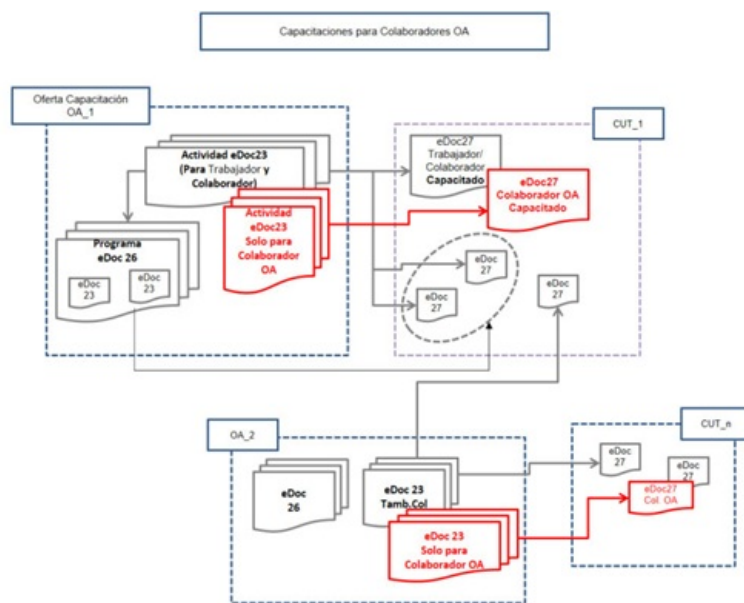 Capacitaciones para Colaboradores OA
Oferta Capacitación
OA_1
Actividad eDoc23
(Para Trabajador y
Colaborador)
Actividad
eDoc23
Solo para
Colaborador
OA
Programa
eDoc 26
eDoc
23
eDoc
23
CUT_1
eDoc27
Trabajador/
Colaborador
Capacitado
eDoc27
Colaborador OA
Capacitado
eDoc
27
eDoc
27
eDoc
27
OA_2
eDoc
26
eDoc 23
Tamb.Col
eDoc 23
Solo para
Colaborador OA
CUT_n
eDoc
27
eDoc
27
eDoc27
Col OA